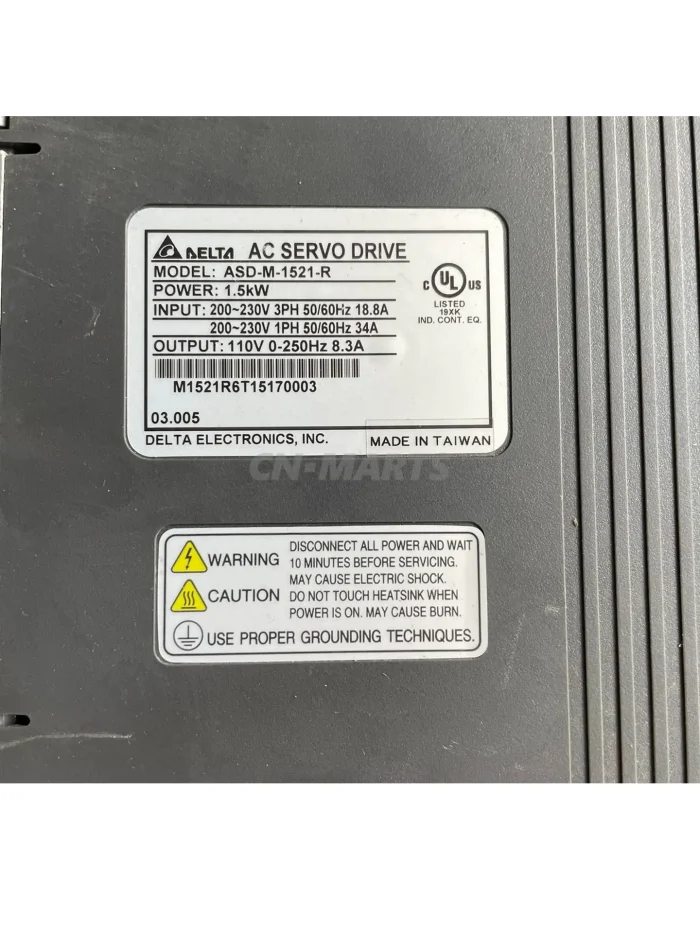 DELTA AC SERVO DRIVE
MODEL: ASD-M-1521-R
POWER: 1.5kW
INPUT: 200~230V 3PH 50/60Hz 18.8A
200~230V 1PH 50/60Hz 34A
OUTPUT: 110V 0-250Hz 8.3A
M1521R6T15170003
03.005
C UL US
LISTED
19XK
IND. CONT. EQ.
DELTA ELECTRONICS, INC.
MADE IN TAIWAN
CN-MARTS
WARNING
DISCONNECT ALL POWER AND WAIT
10 MINUTES BEFORE SERVICING.
MAY CAUSE ELECTRIC SHOCK.
CAUTION
DO NOT TOUCH HEATSINK WHEN
POWER IS ON. MAY CAUSE BURN.
USE PROPER GROUNDING TECHNIQUES.